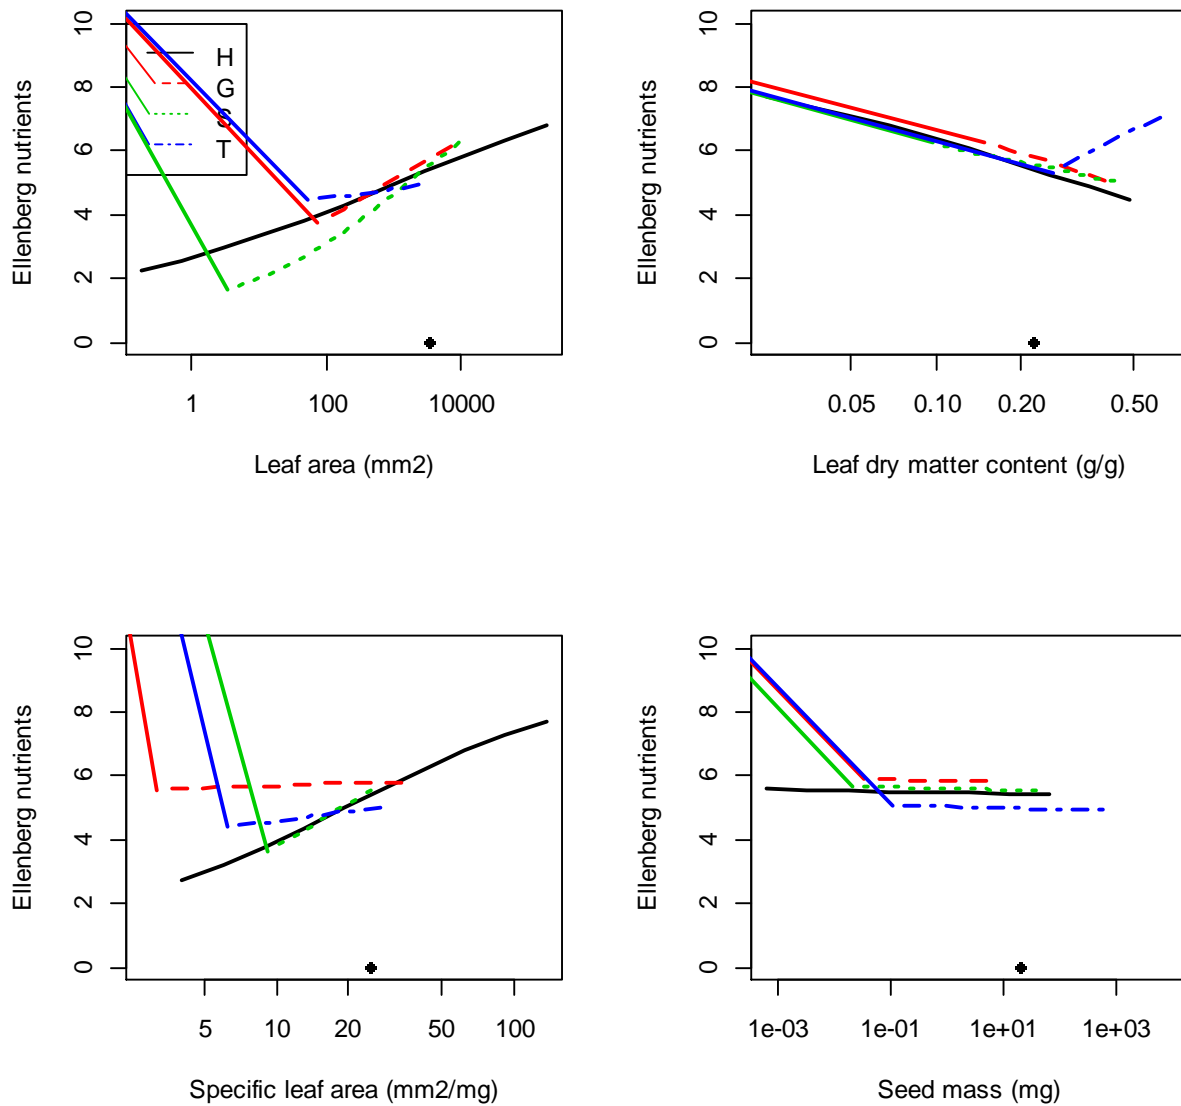 Ellenberg nutrients
10
8
6
4
2
0
H
G
S
T
1
100
10000
Leaf area (mm2)
Ellenberg nutrients
10
8
6
4
2
0
0.05
0.10
0.20
0.50
Leaf dry matter content (g/g)
Ellenberg nutrients
10
8
6
4
2
0
5
10
20
50
100
Specific leaf area (mm2/mg)
Ellenberg nutrients
10
8
6
4
2
0
1e-03
1e-01
1e+01
1e+03
Seed mass (mg)